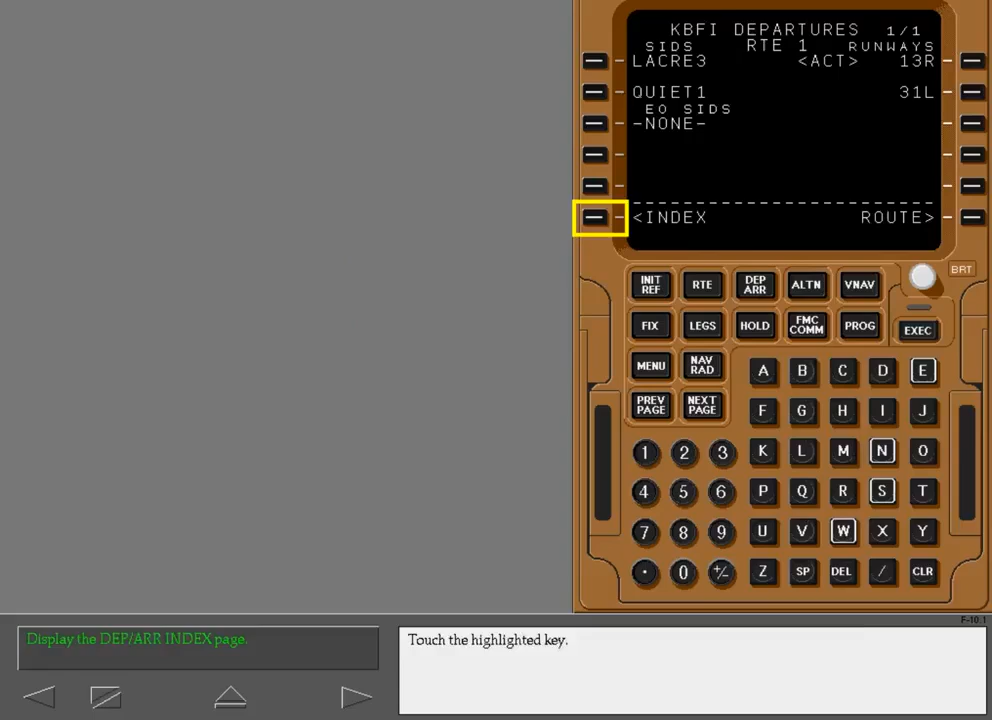 KBFI DEPARTURES 1/1
SIDS RTE 1 RUNWAYS
LACRE3 <ACT> 13R
QUIET1 31L
EO SIDS
-NONE-
<INDEX ROUTE>
BRT
INIT REF RTE DEP ARR ALTN VNAV
FIX LEGS HOLD FMC COMM PROG EXEC
MENU NAV RAD
PREV PAGE NEXT PAGE
A B C D E
F G H I J
1 2 3 K L M N O
4 5 6 P Q R S T
7 8 9 U V W X Y
. 0 +/- Z SP DEL / CLR
F-10.1
Display the DEP/ARR INDEX page.
Touch the highlighted key.